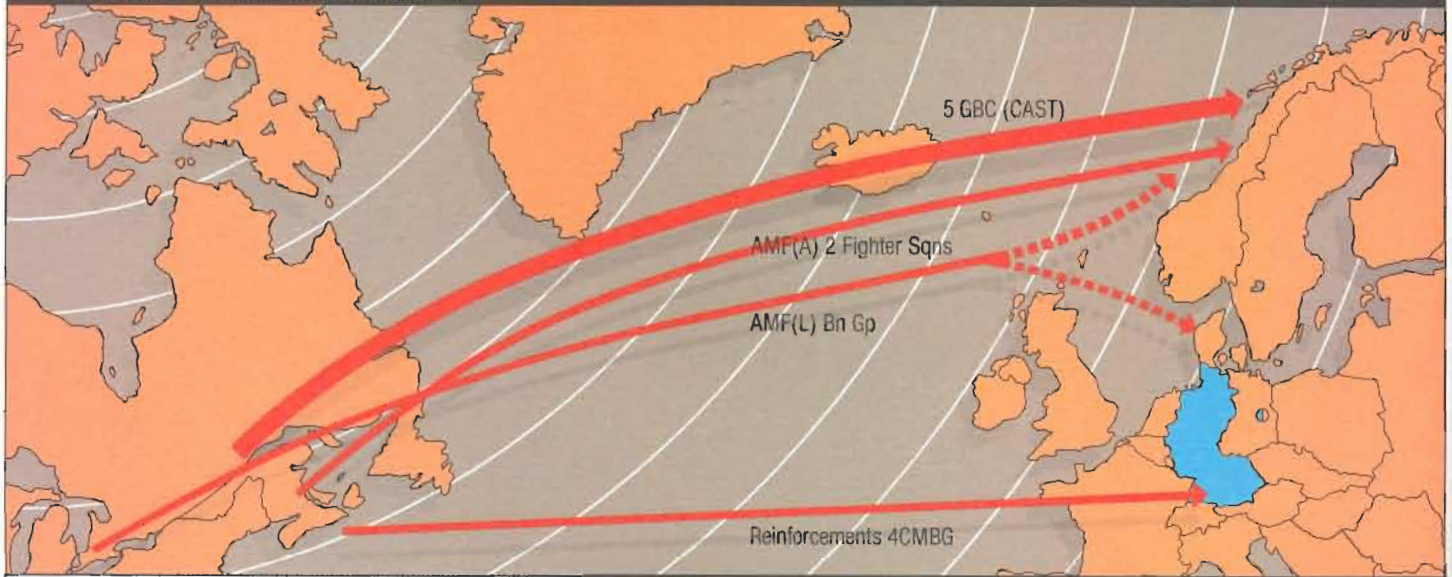 5 GBC (CAST)
AMF(A) 2 Fighter Sqns
AMF(L) Bn Gp
Reinforcements 4CMBG